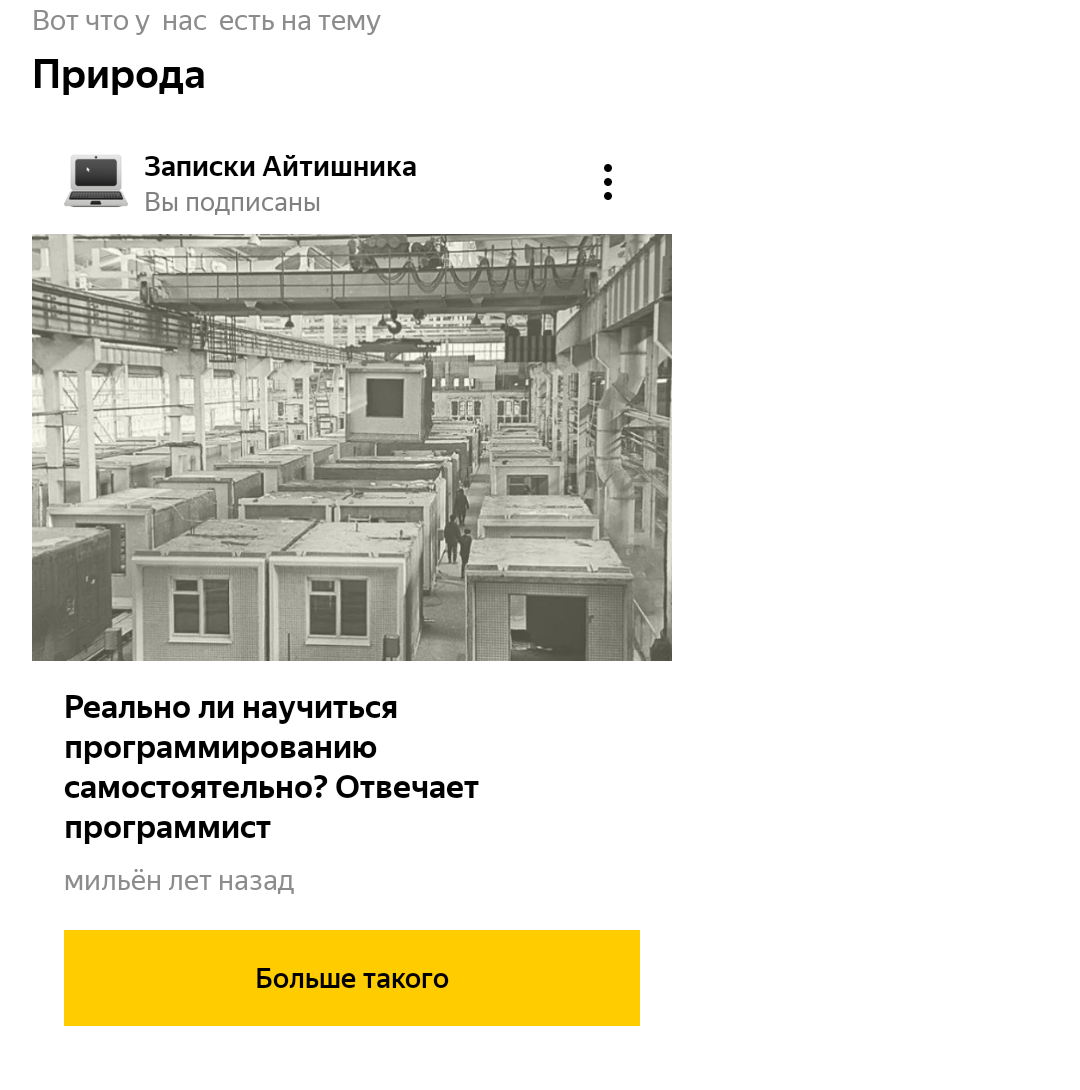 Вот что у нас есть на тему
Природа
Записки Айтишника
Вы подписаны
Реально ли научиться
программированию
самостоятельно? Отвечает
программист
мильён лет назад
Больше такого